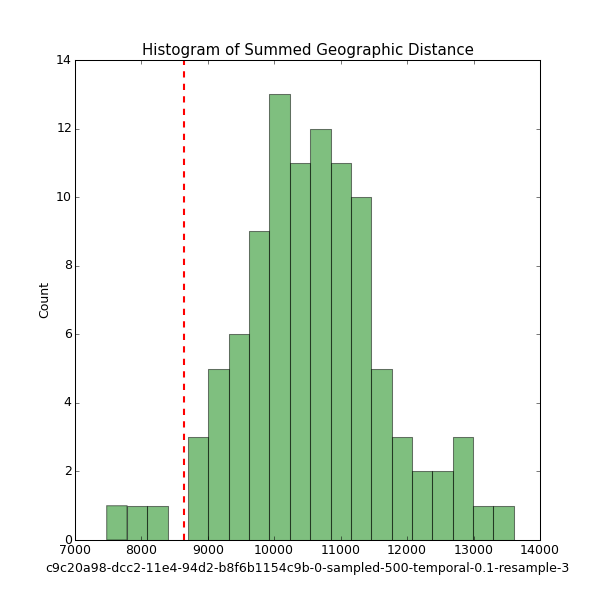 Histogram of Summed Geographic Distance
14
12
10
8
6
4
2
0
Count
7000 8000 9000 10000 11000 12000 13000 14000
c9c20a98-dcc2-11e4-94d2-b8f6b1154c9b-0-sampled-500-temporal-0.1-resample-3